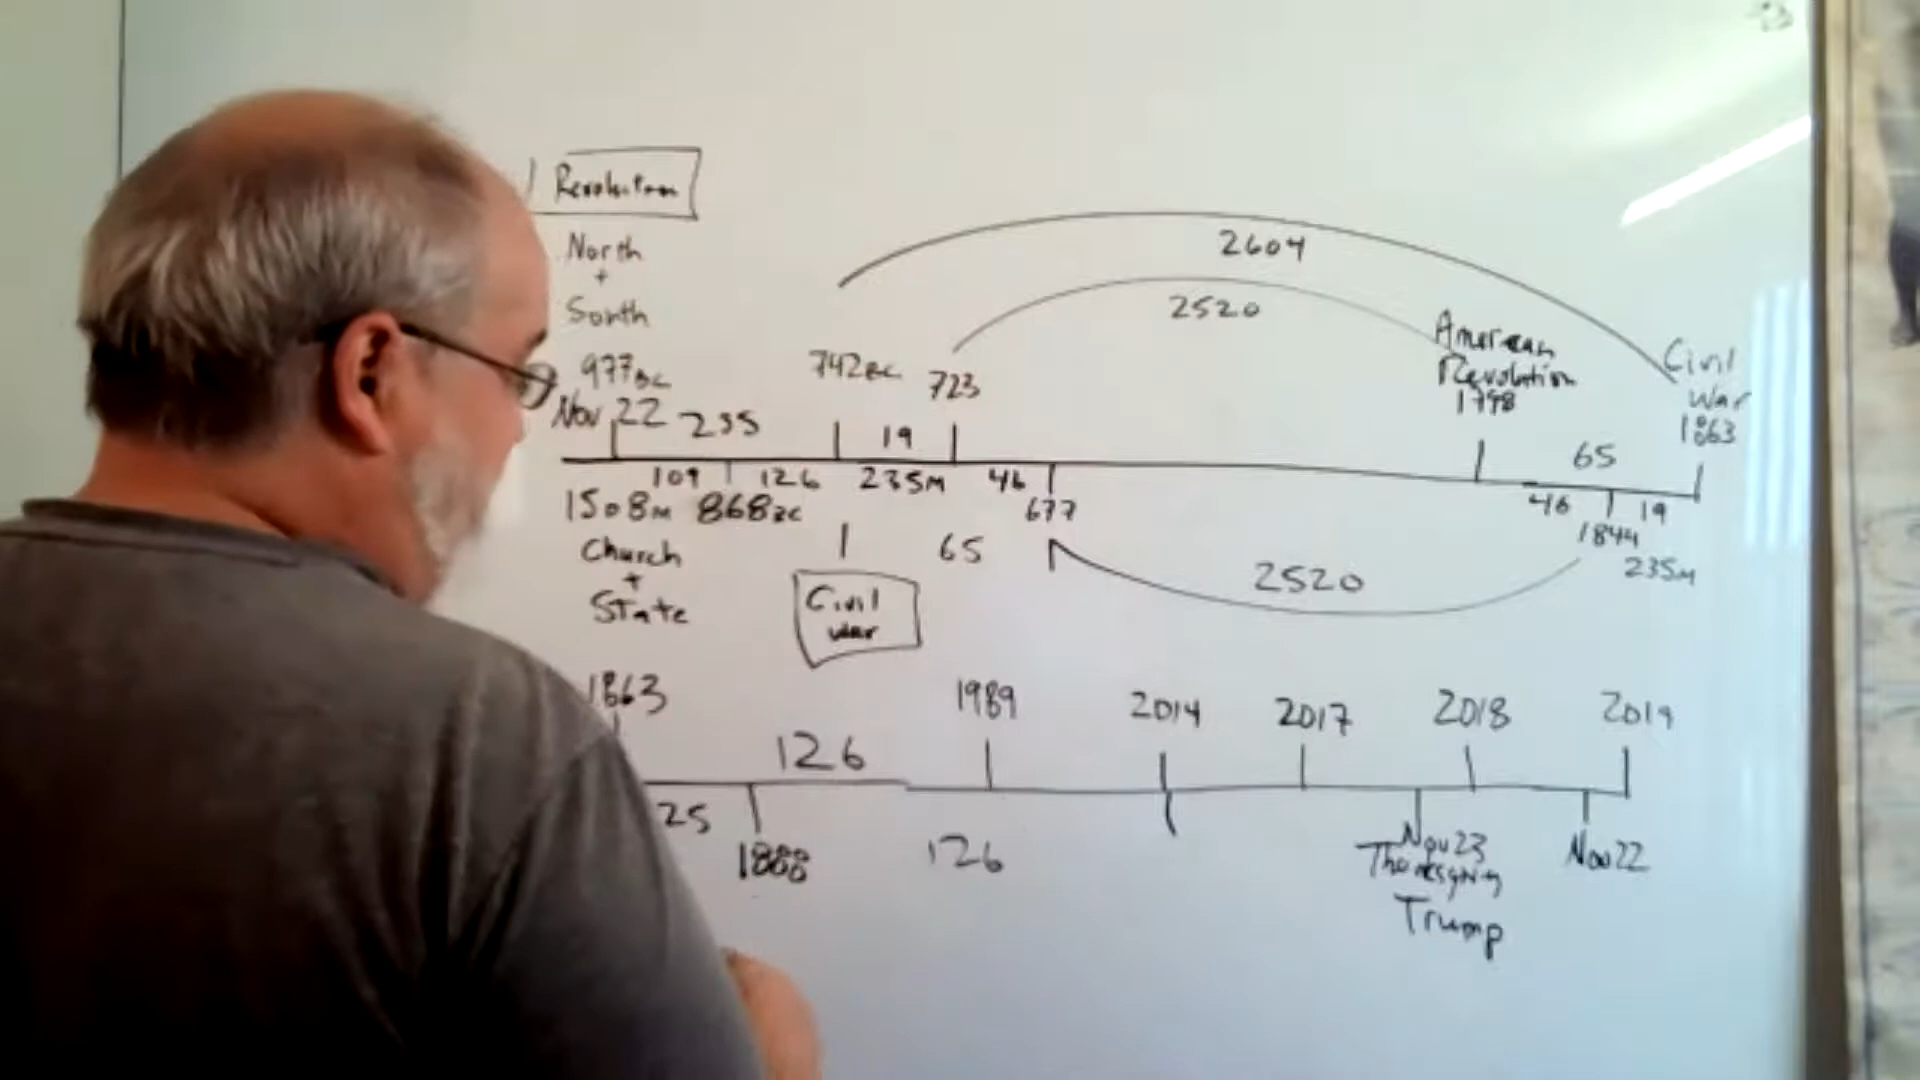 Revolution
North
+
South
2604
2520
American
Revolution
1798
Civil
War
1863
977BC
742BC
723
Nov 22
235
19
65
109
126
235M
46
46
19
1508M
868BC
677
1844
235M
Church
+
State
65
2520
Civil
war
1863
1989
2014
2017
2018
2019
126
25
1888
126
Nov 23
Thanksgiving
Trump
Nov 22